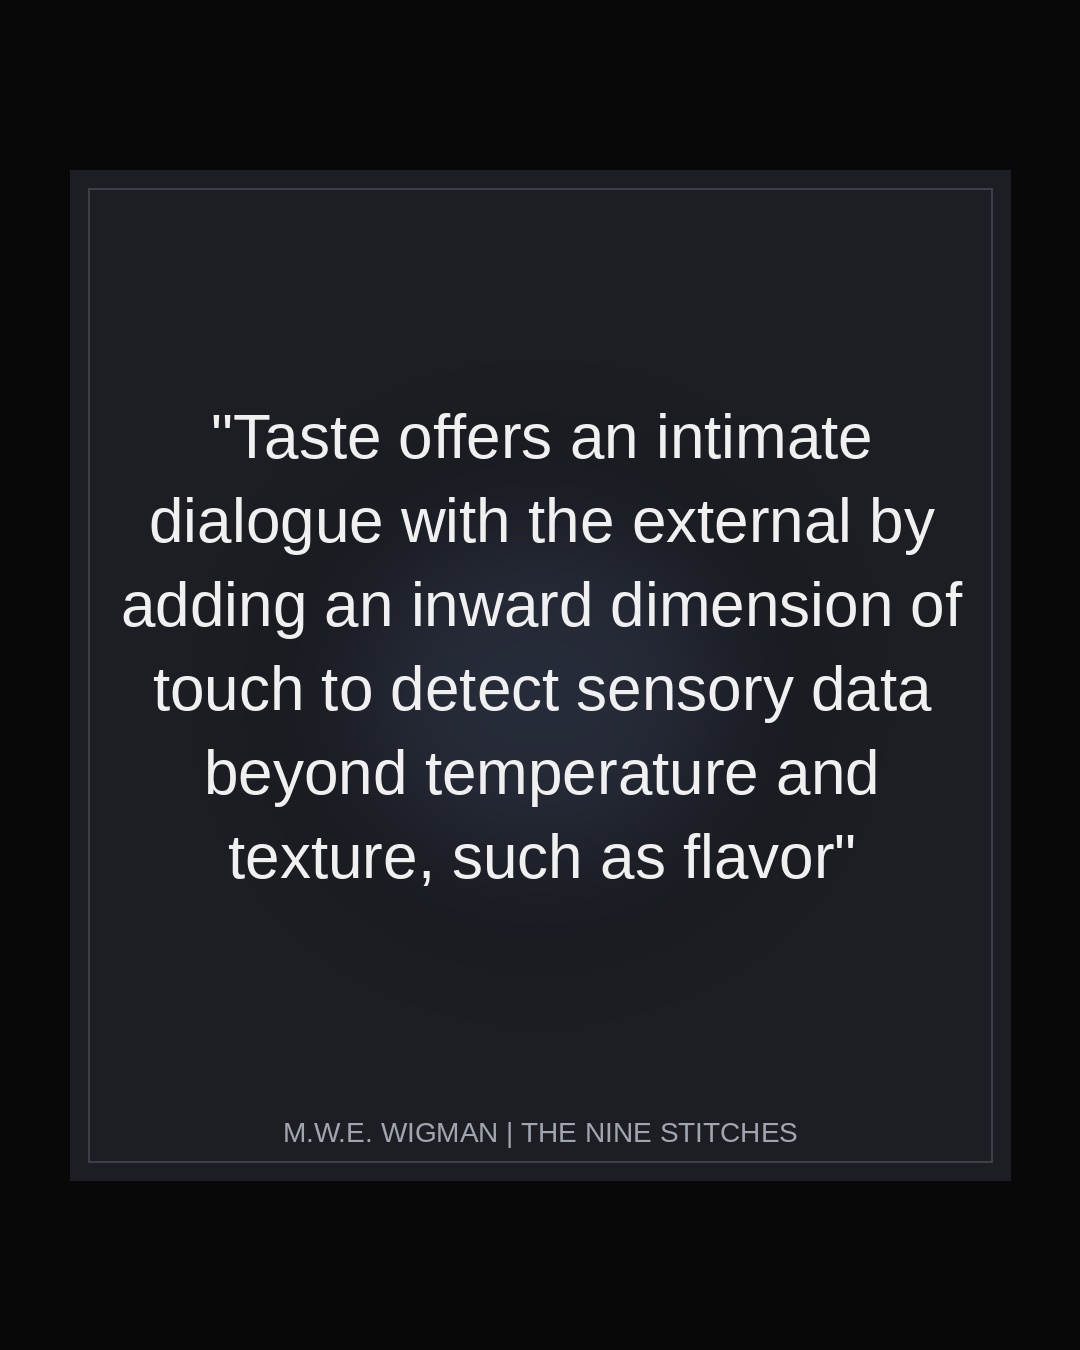 "Taste offers an intimate
dialogue with the external by
adding an inward dimension of
touch to detect sensory data
beyond temperature and
texture, such as flavor"
M.W.E. WIGMAN | THE NINE STITCHES